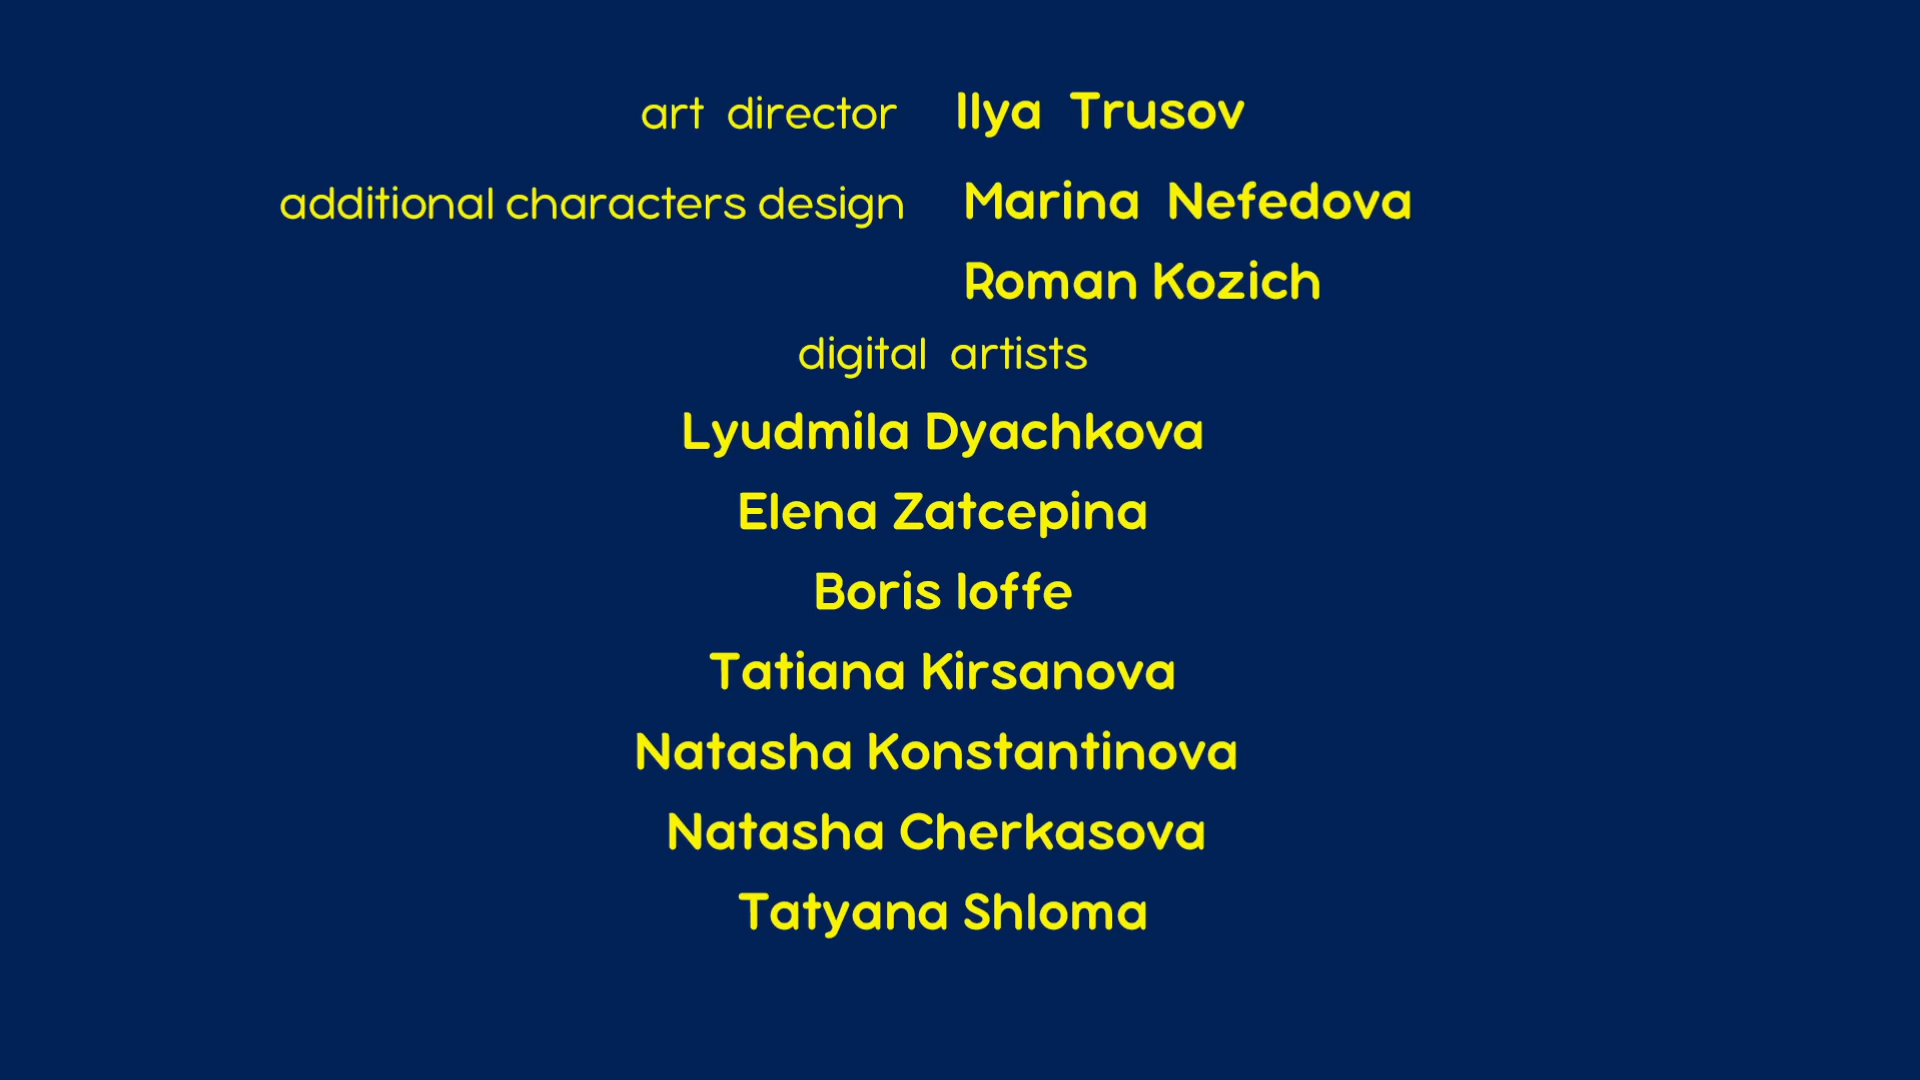 art director Ilya Trusov
additional characters design Marina Nefedova
Roman Kozich
digital artists
Lyudmila Dyachkova
Elena Zatcepina
Boris Ioffe
Tatiana Kirsanova
Natasha Konstantinova
Natasha Cherkasova
Tatyana Shloma